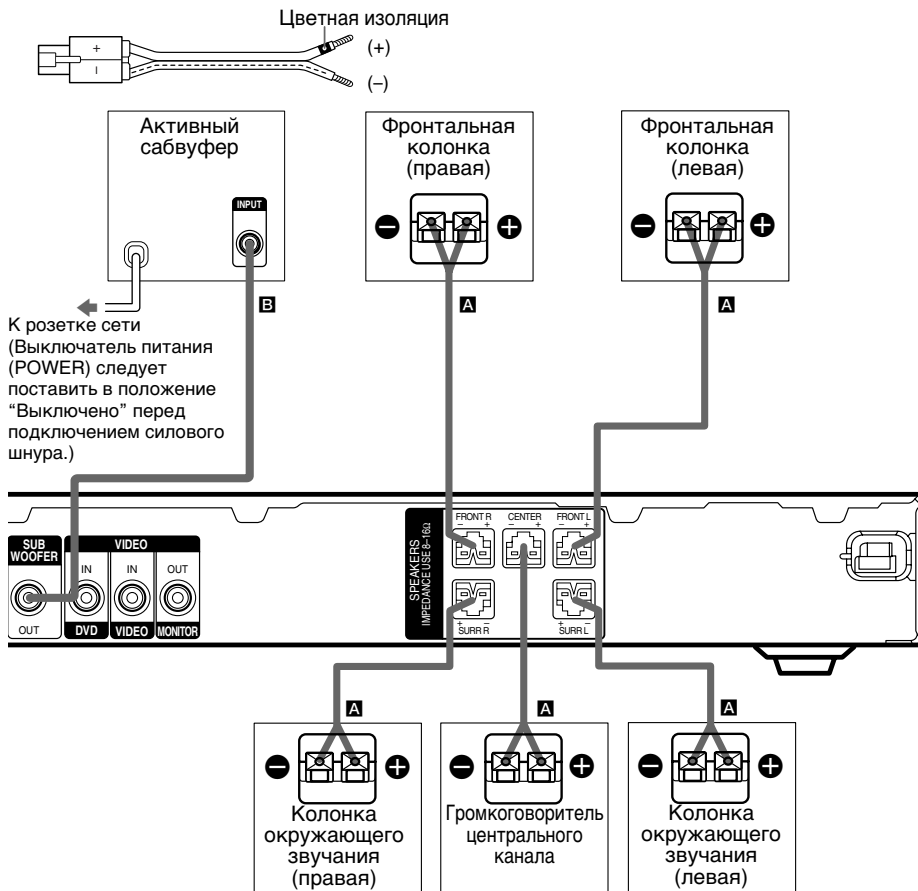 Цветная изоляция
+
(+)
–
(–)
Активный
сабвуфер
INPUT
Фронтальная
колонка
(правая)
Фронтальная
колонка
(левая)
B
A
A
К розетке сети
(Выключатель питания
(POWER) следует
поставить в положение
“Выключено” перед
подключением силового
шнура.)
SUB
WOOFER
OUT
VIDEO
IN
IN
OUT
DVD
VIDEO
MONITOR
SPEAKERS
IMPEDANCE USE 8–16Ω
FRONT R
– +
CENTER
– +
FRONT L
– +
+ –
SURR R
+ –
SURR L
A
A
A
Колонка
окружающего
звучания
(правая)
Громкоговоритель
центрального
канала
Колонка
окружающего
звучания
(левая)